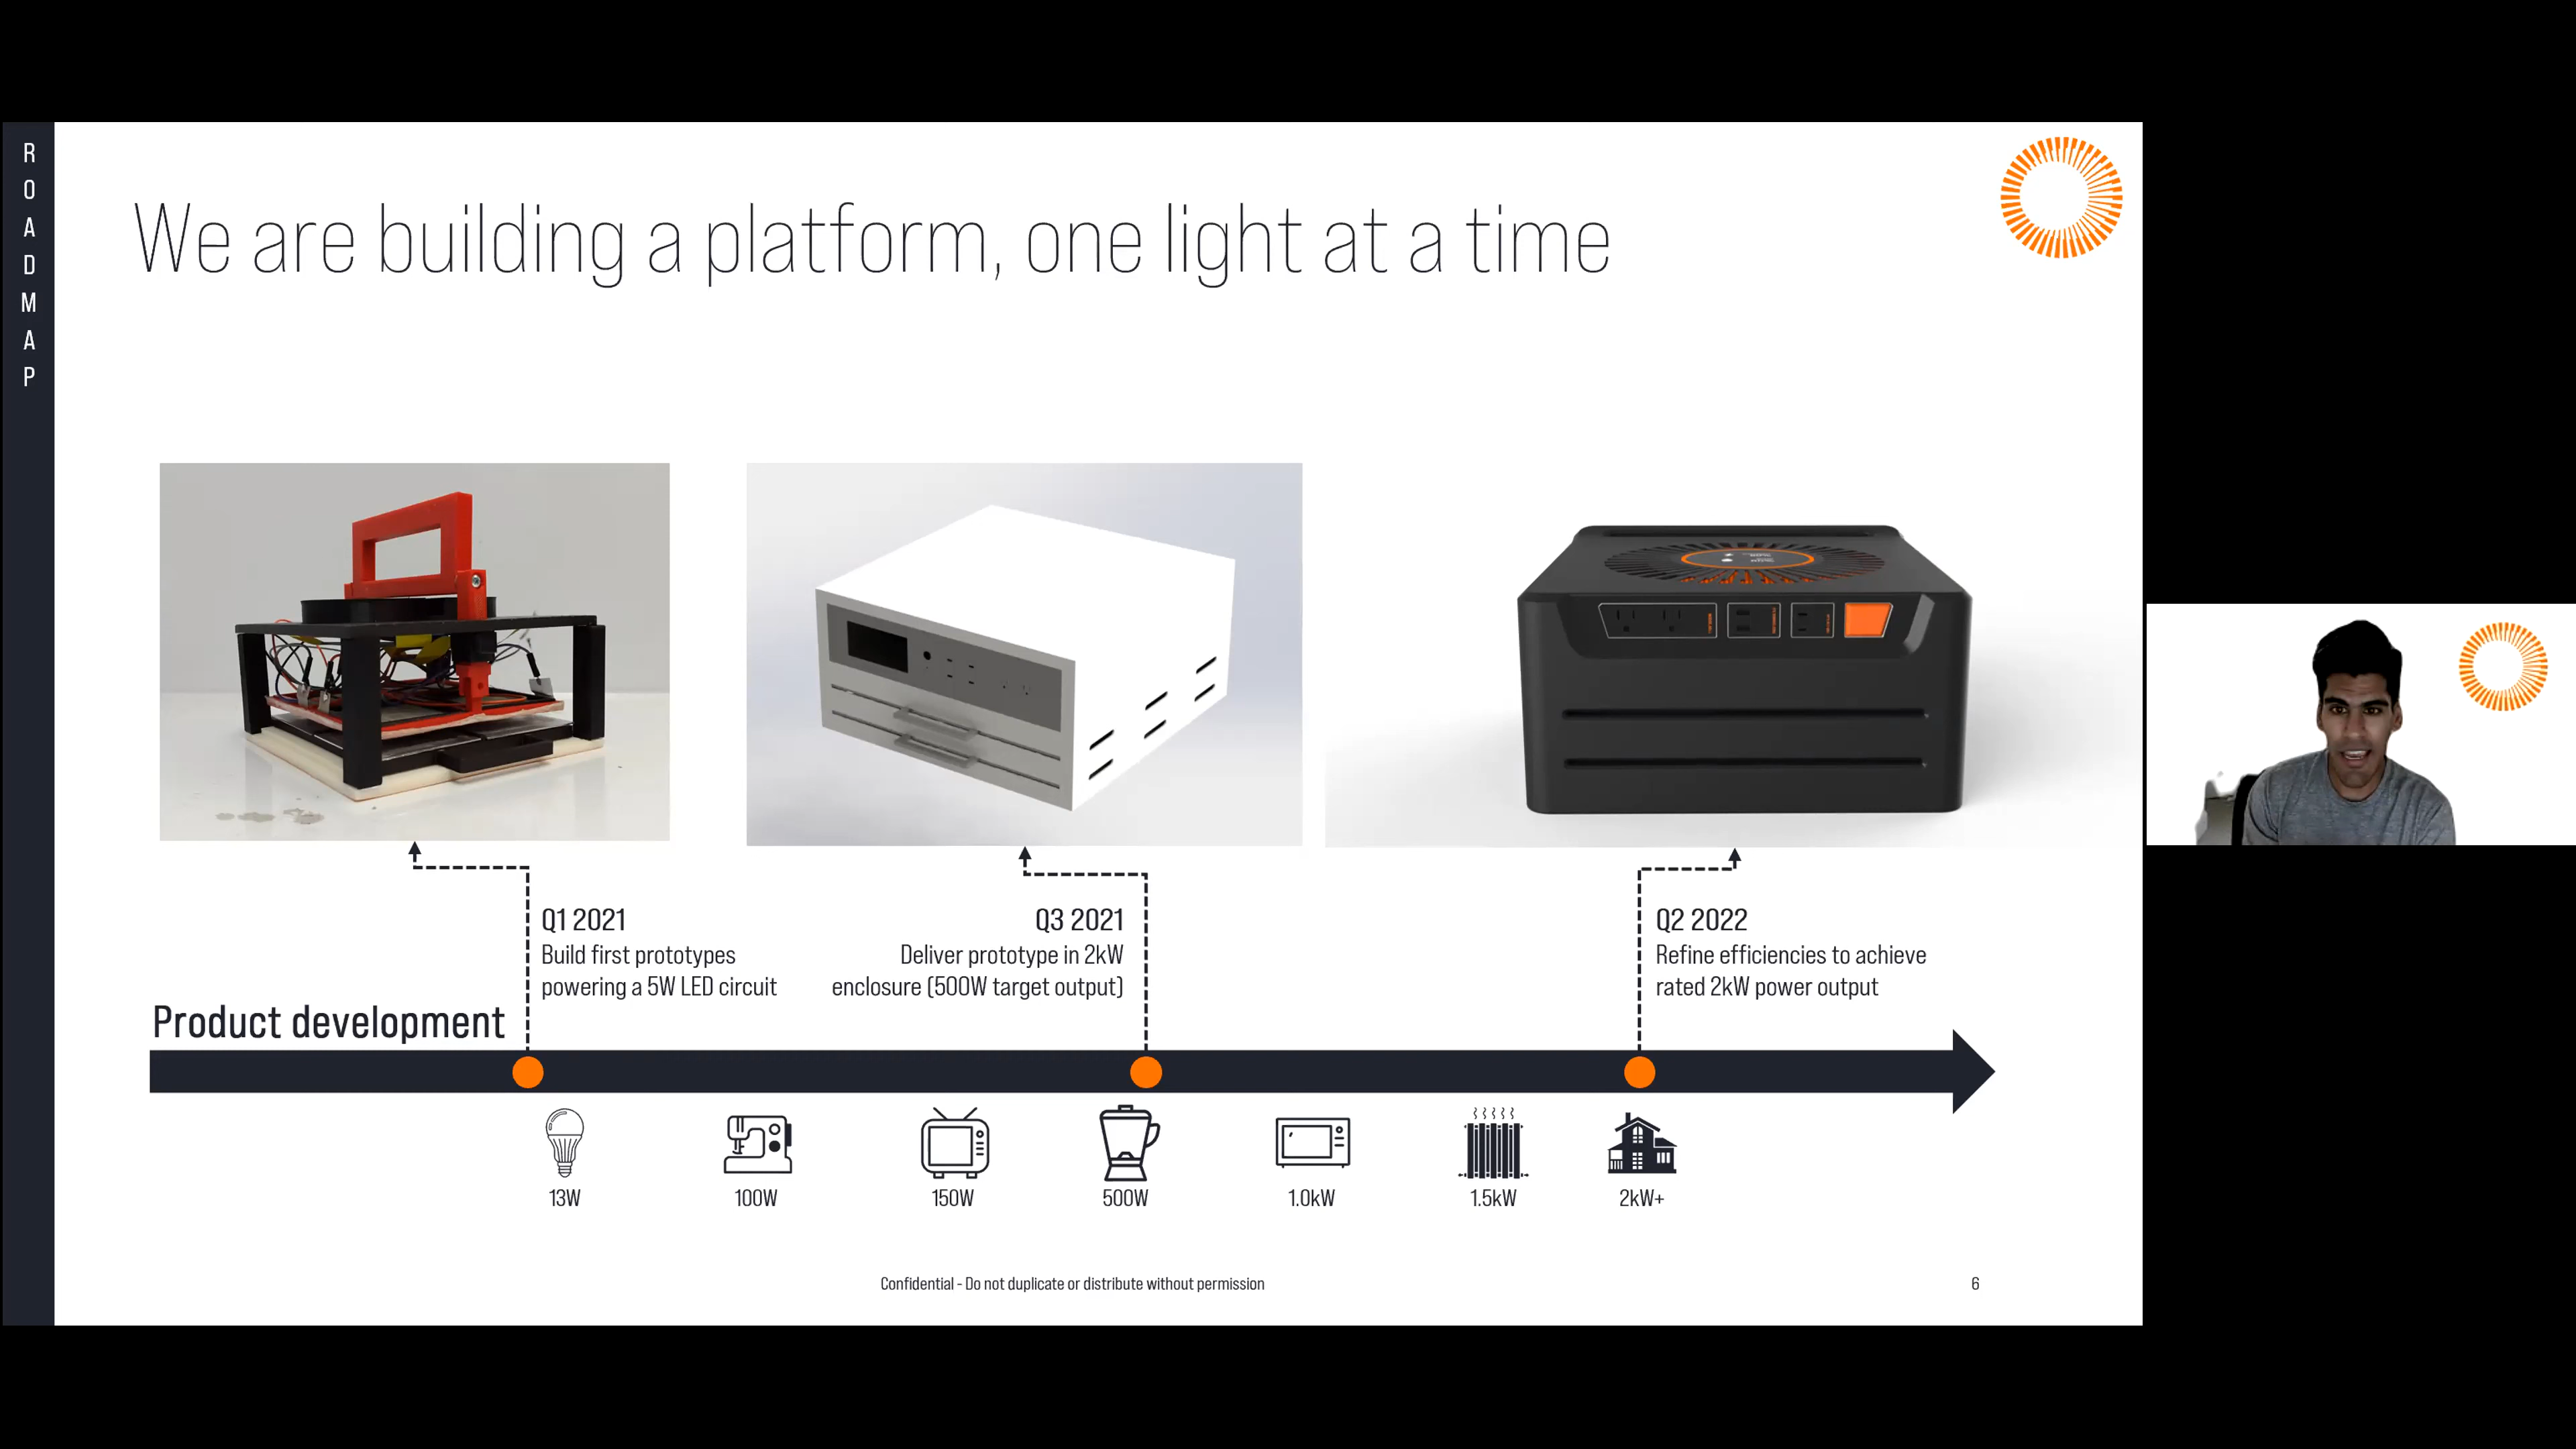 ROADMAP
We are building a platform, one light at a time
Q1 2021
Build first prototypes
powering a 5W LED circuit
Q3 2021
Deliver prototype in 2kW
enclosure (500W target output)
Q2 2022
Refine efficiencies to achieve
rated 2kW power output
Product development
13W
100W
150W
500W
1.0kW
1.5kW
2kW+
Confidential - Do not duplicate or distribute without permission
6